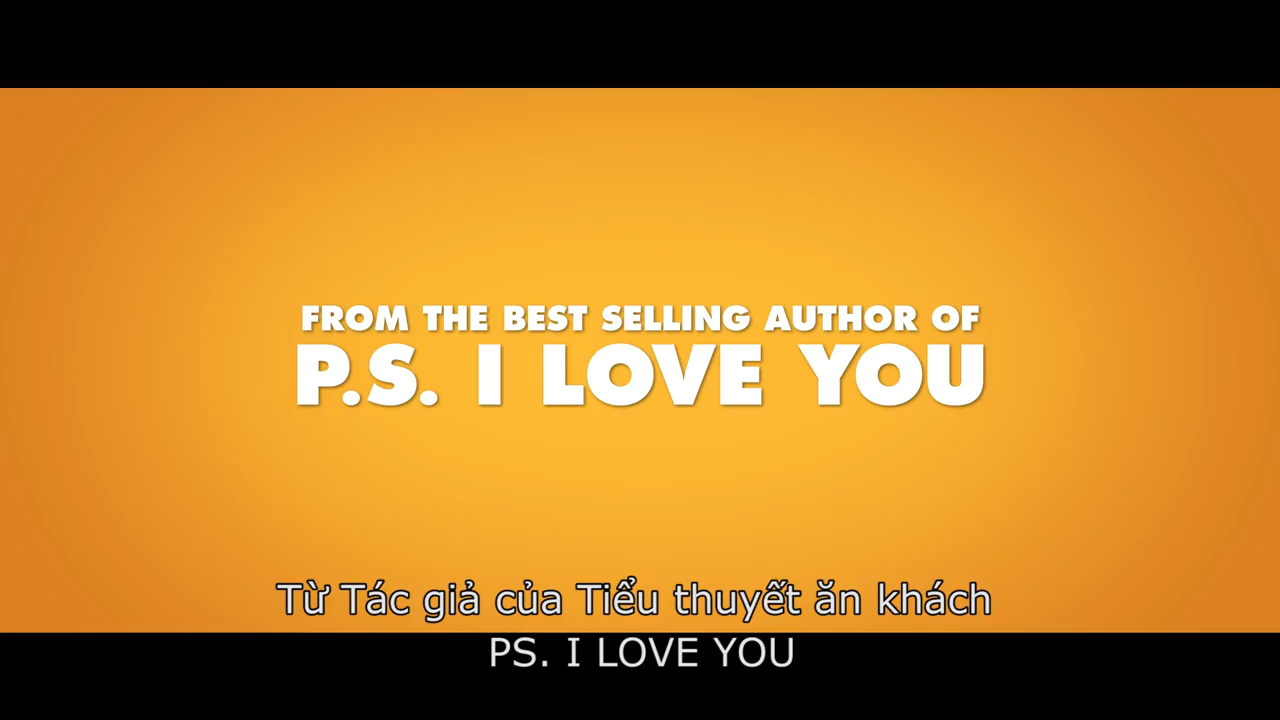 FROM THE BEST SELLING AUTHOR OF
P.S. I LOVE YOU
Từ Tác giả của Tiểu thuyết ăn khách
PS. I LOVE YOU